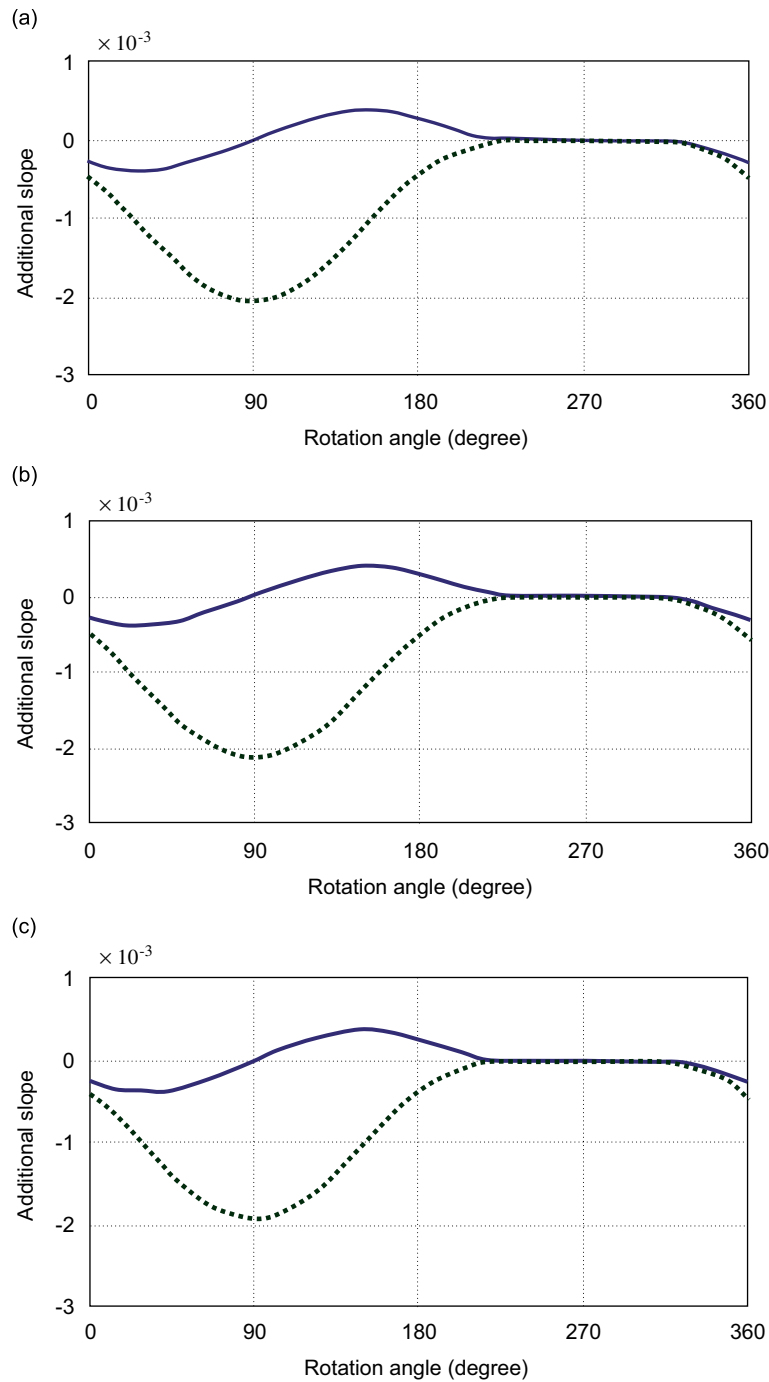 (a)
× 10-3
1
0
-1
-2
-3
Additional slope
0 90 180 270 360
Rotation angle (degree)
(b)
× 10-3
1
0
-1
-2
-3
Additional slope
0 90 180 270 360
Rotation angle (degree)
(c)
× 10-3
1
0
-1
-2
-3
Additional slope
0 90 180 270 360
Rotation angle (degree)